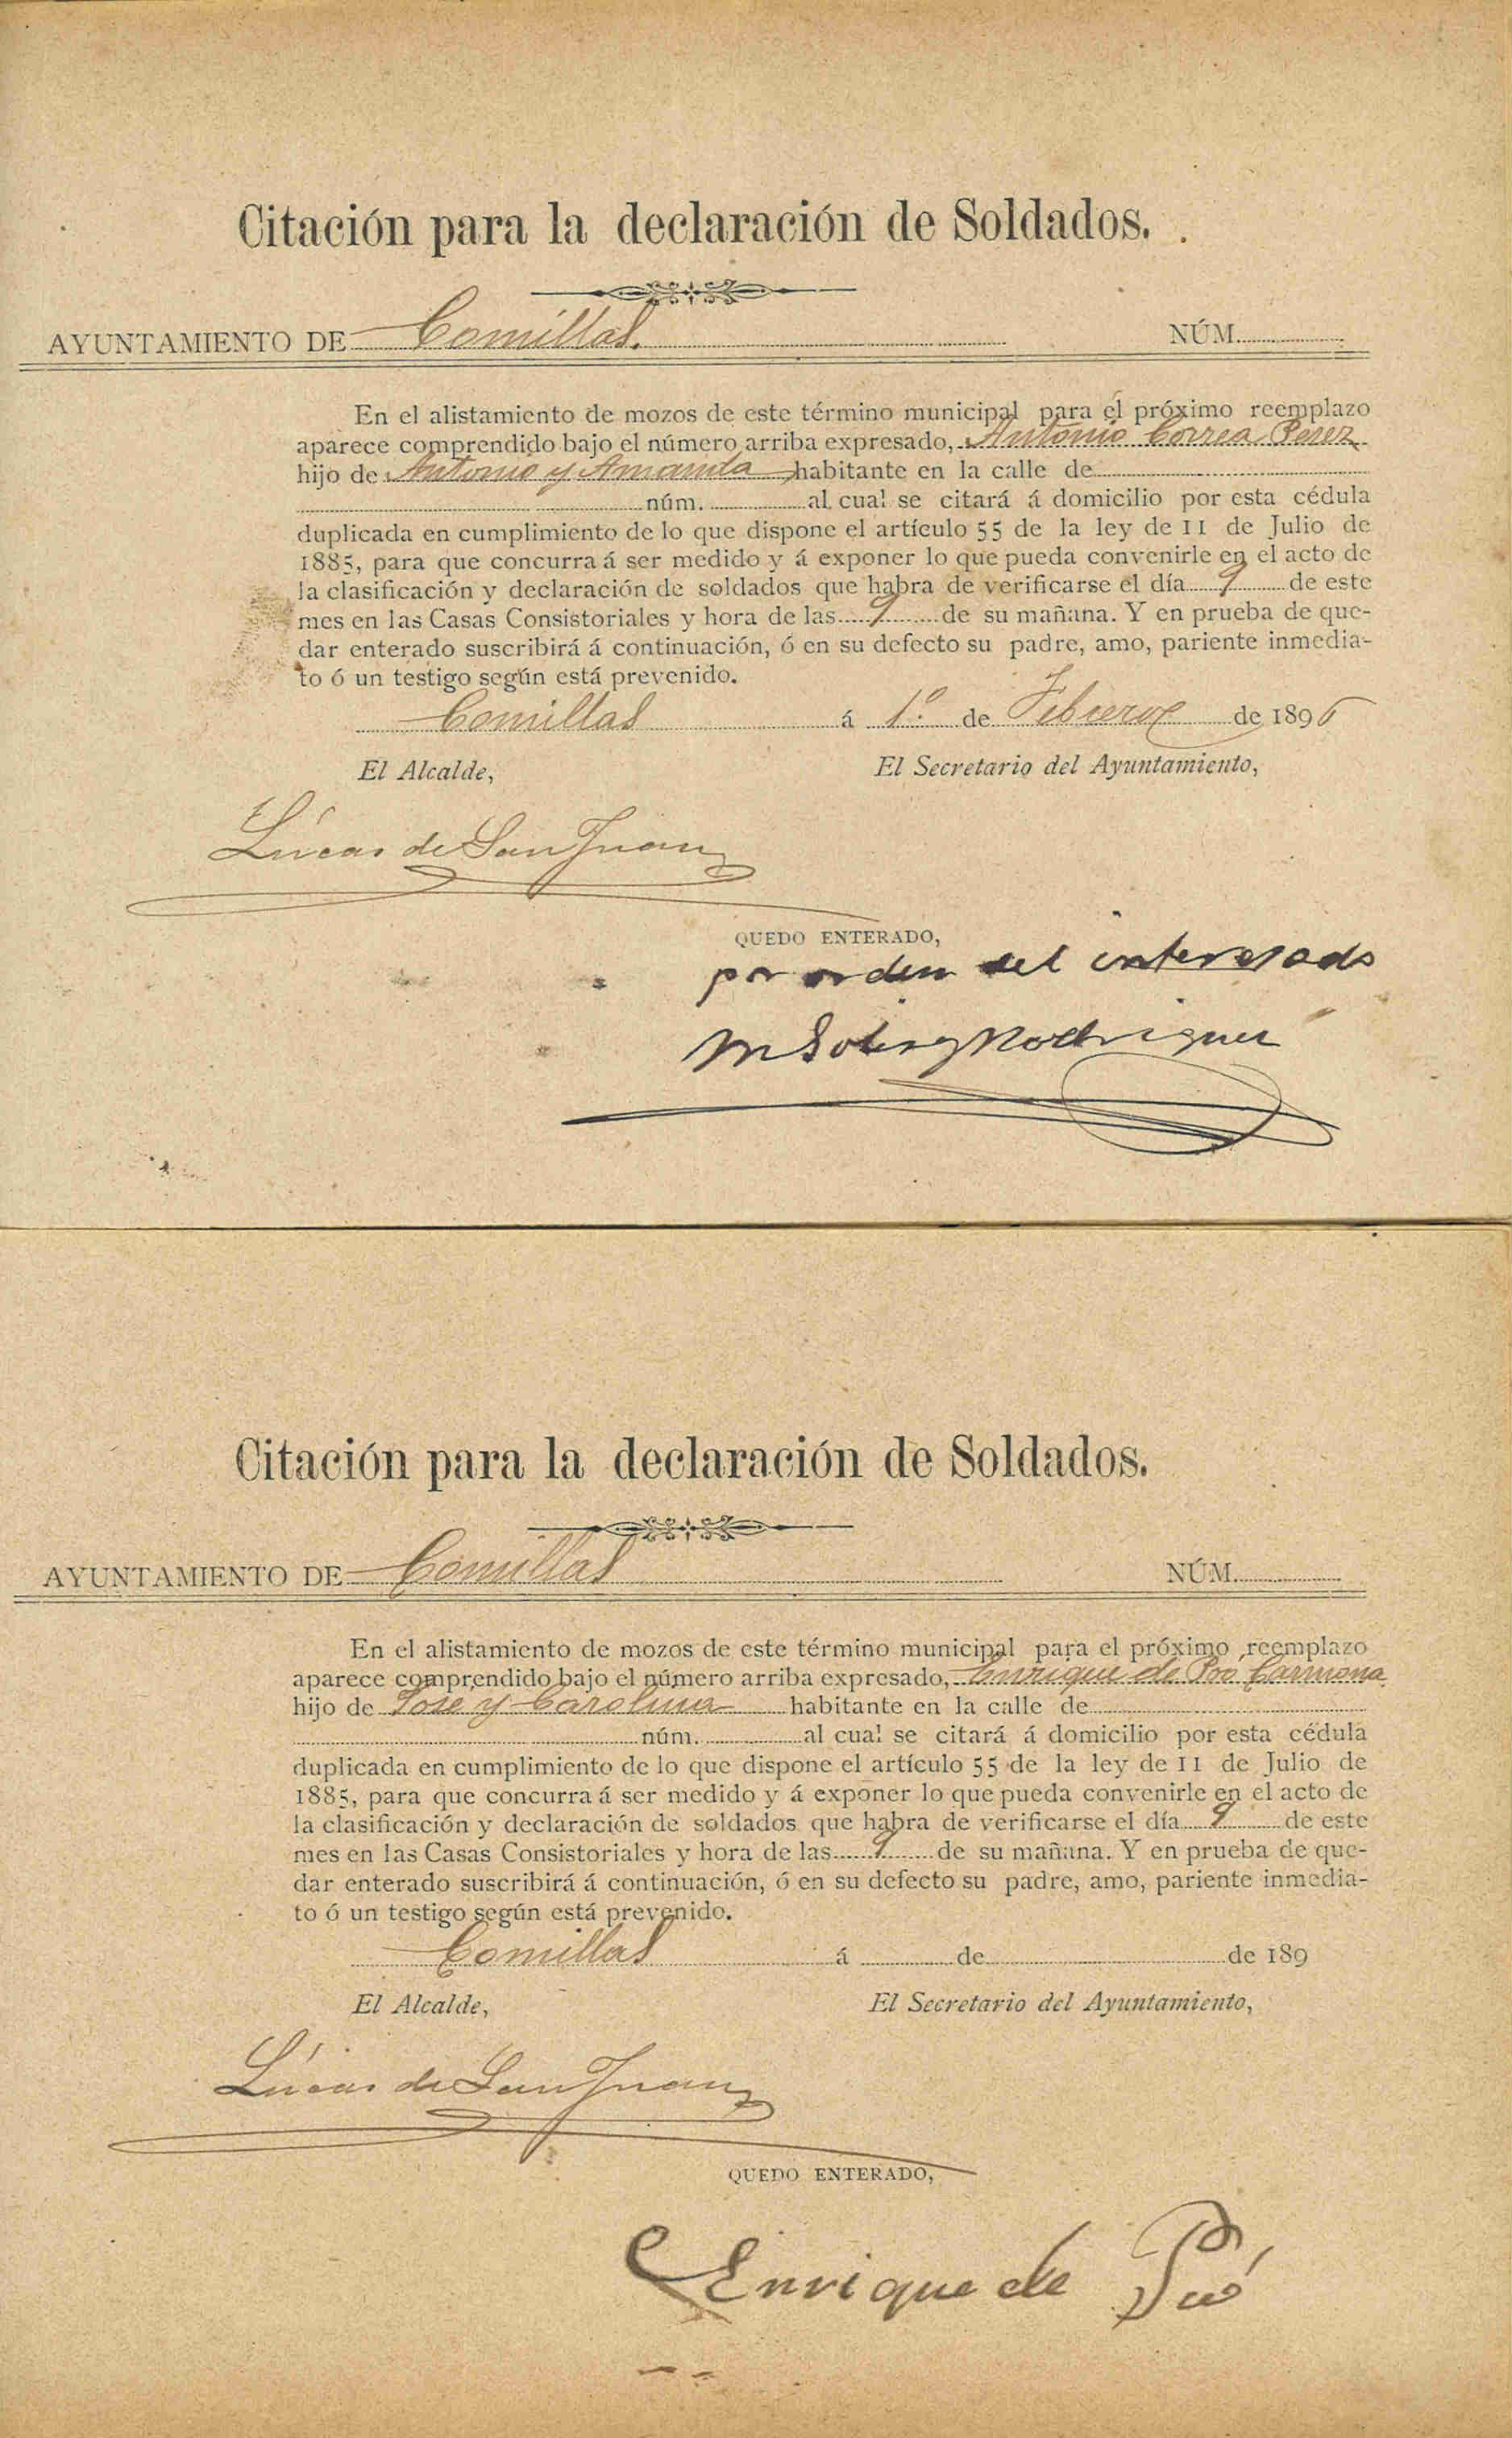 Citación para la declaración de Soldados.
AYUNTAMIENTO DE Comillas. NÚM.
En el alistamiento de mozos de este término municipal para el próximo reemplazo
aparece comprendido bajo el número arriba expresado, Antonio Correa Perez
hijo de Antonio y Amanda habitante en la calle de
núm. al cual se citará á domicilio por esta cédula
duplicada en cumplimiento de lo que dispone el artículo 55 de la ley de 11 de Julio de
1885, para que concurra á ser medido y á exponer lo que pueda convenirle en el acto de
la clasificación y declaración de soldados que habra de verificarse el día 9 de este
mes en las Casas Consistoriales y hora de las 9 de su mañana. Y en prueba de que-
dar enterado suscribirá á continuación, ó en su defecto su padre, amo, pariente inmedia-
to ó un testigo según está prevenido.
Comillas á 1.º de Febrero de 1896
El Alcalde, El Secretario del Ayuntamiento,
Lúcas de San Juan
QUEDO ENTERADO,
por orden del interesado
M Rodriguez
Citación para la declaración de Soldados.
AYUNTAMIENTO DE Comillas NÚM.
En el alistamiento de mozos de este término municipal para el próximo reemplazo
aparece comprendido bajo el número arriba expresado, Enrique de Pro Carmona
hijo de José y Carolina habitante en la calle de
núm. al cual se citará á domicilio por esta cédula
duplicada en cumplimiento de lo que dispone el artículo 55 de la ley de 11 de Julio de
1885, para que concurra á ser medido y á exponer lo que pueda convenirle en el acto de
la clasificación y declaración de soldados que habra de verificarse el día 9 de este
mes en las Casas Consistoriales y hora de las 9 de su mañana. Y en prueba de que-
dar enterado suscribirá á continuación, ó en su defecto su padre, amo, pariente inmedia-
to ó un testigo según está prevenido.
Comillas á de de 189
El Alcalde, El Secretario del Ayuntamiento,
Lúcas de San Juan
QUEDO ENTERADO,
Enrique de Pró